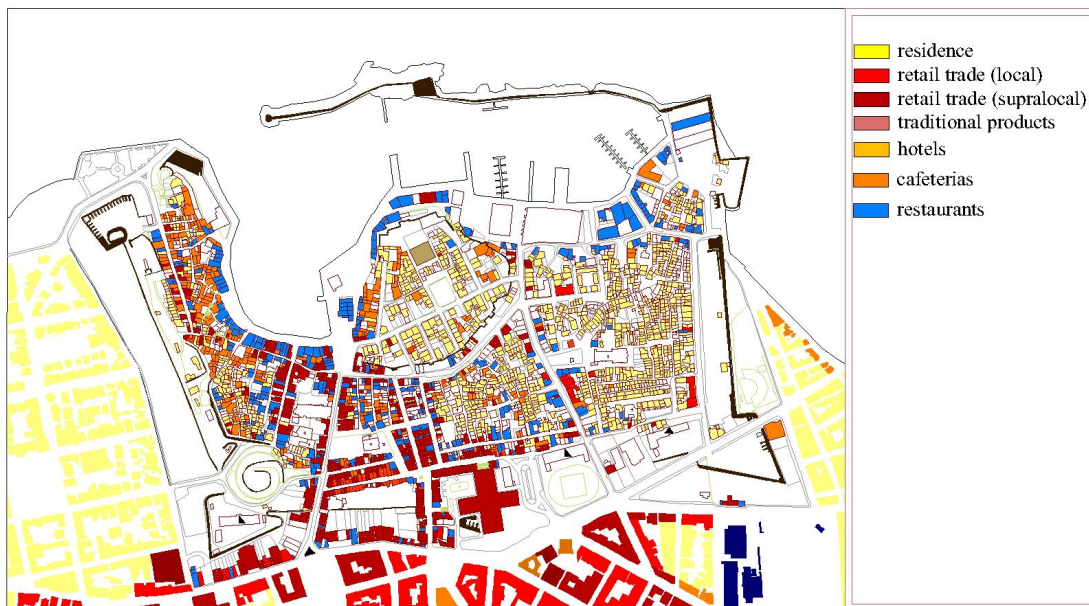 residence
retail trade (local)
retail trade (supralocal)
traditional products
hotels
cafeterias
restaurants